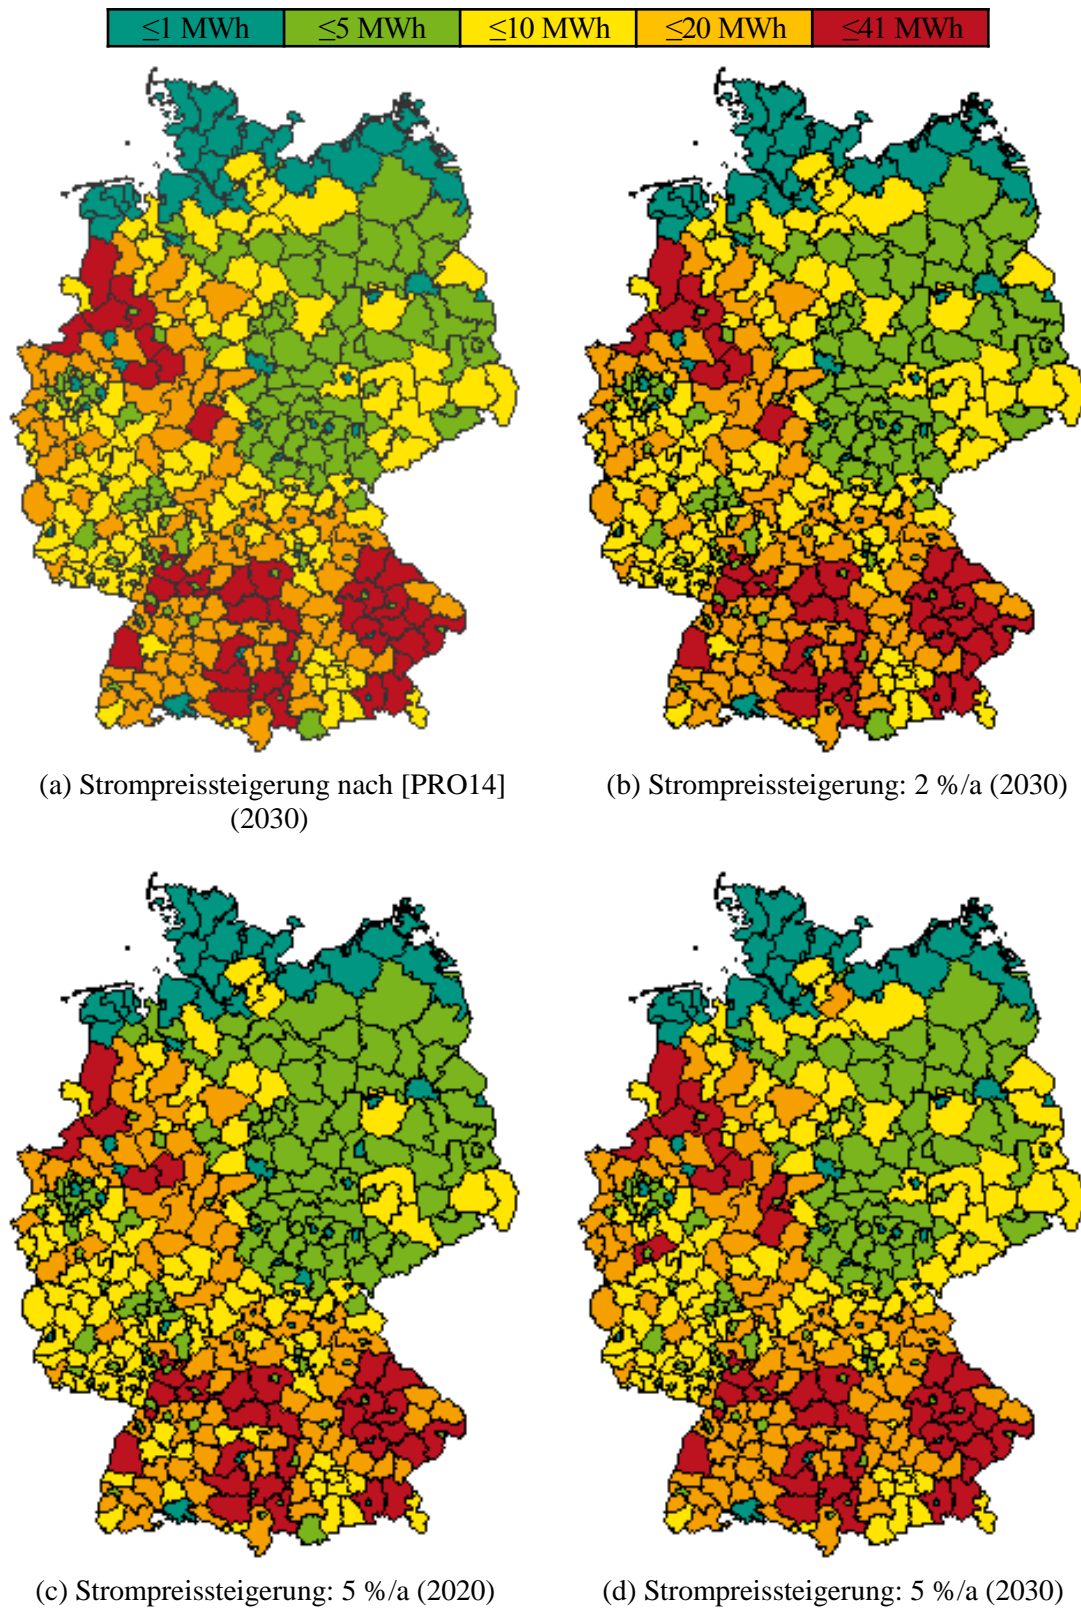 ≤1 MWh ≤5 MWh ≤10 MWh ≤20 MWh ≤41 MWh
(a) Strompreissteigerung nach [PRO14]
(2030)
(b) Strompreissteigerung: 2 %/a (2030)
(c) Strompreissteigerung: 5 %/a (2020)
(d) Strompreissteigerung: 5 %/a (2030)